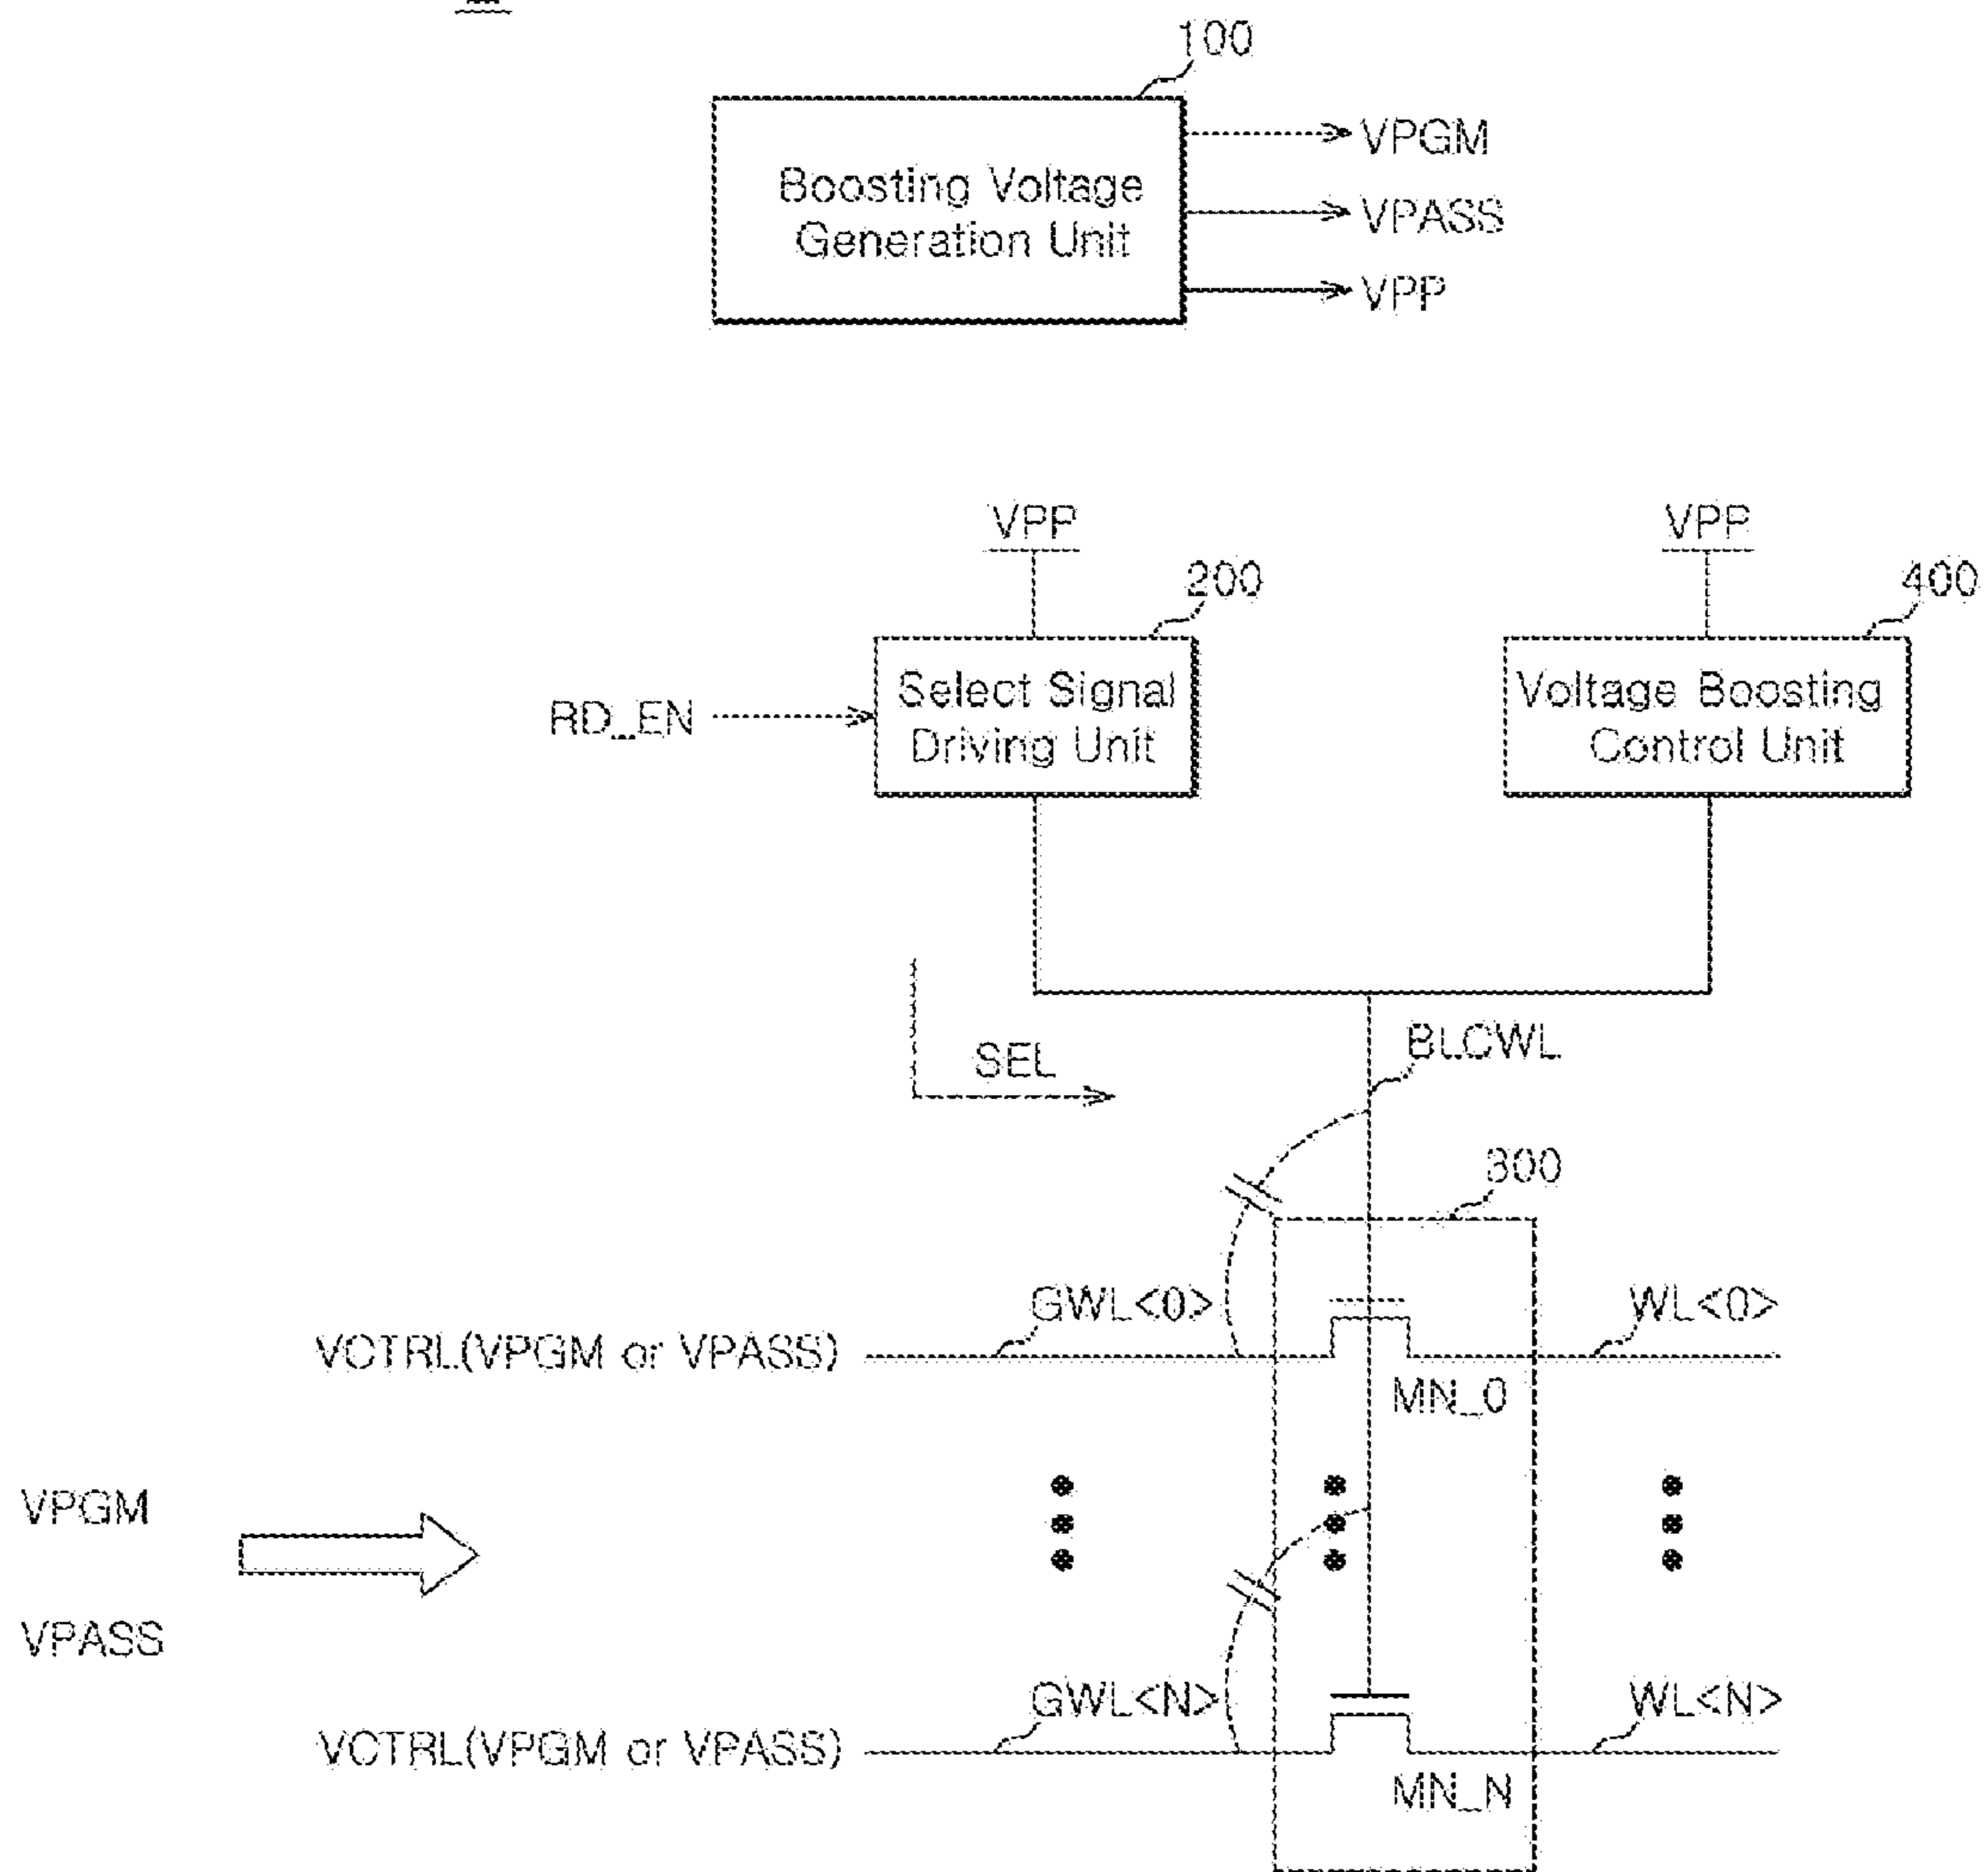 100
Boosting Voltage
Generation Unit
VPGM
VPASS
VPP
VPP
VPP
200
400
RD_EN
Select Signal
Driving Unit
Voltage Boosting
Control Unit
SEL
BLCWL
300
GWL<0>
WL<0>
VCTRL(VPGM or VPASS)
MN_0
VPGM
VPASS
GWL<N>
WL<N>
VCTRL(VPGM or VPASS)
MN_N